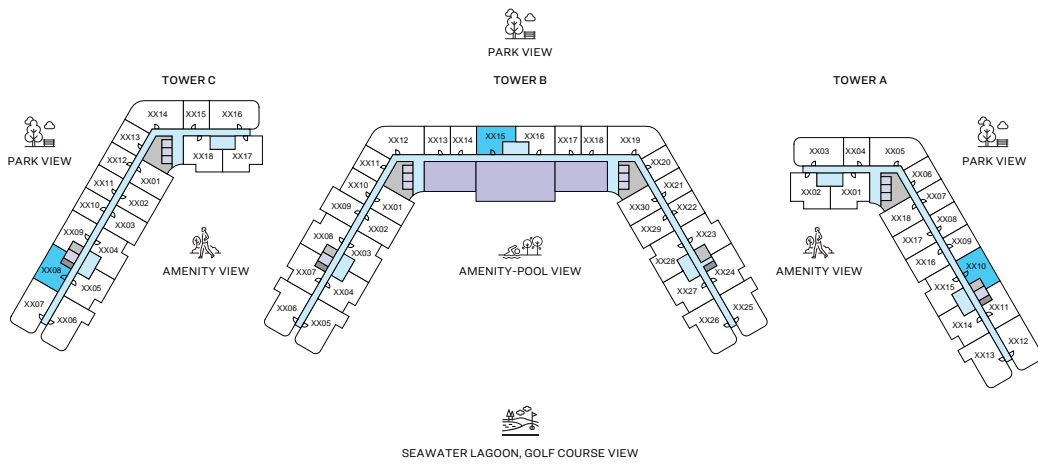 PARK VIEW
TOWER C
TOWER B
TOWER A
PARK VIEW
PARK VIEW
XX14
XX15
XX16
XX13
XX12
XX11
XX10
XX09
XX08
XX07
XX06
XX05
XX04
XX03
XX02
XX01
XX18
XX17
AMENITY VIEW
XX12
XX13
XX14
XX15
XX16
XX17
XX18
XX19
XX11
XX10
XX09
XX08
XX07
XX06
XX05
XX04
XX03
XX02
XX01
XX20
XX21
XX22
XX23
XX24
XX25
XX26
XX27
XX28
XX29
XX30
AMENITY-POOL VIEW
XX03
XX04
XX05
XX02
XX01
XX06
XX07
XX08
XX09
XX10
XX11
XX12
XX13
XX14
XX15
XX16
XX17
XX18
AMENITY VIEW
SEAWATER LAGOON, GOLF COURSE VIEW